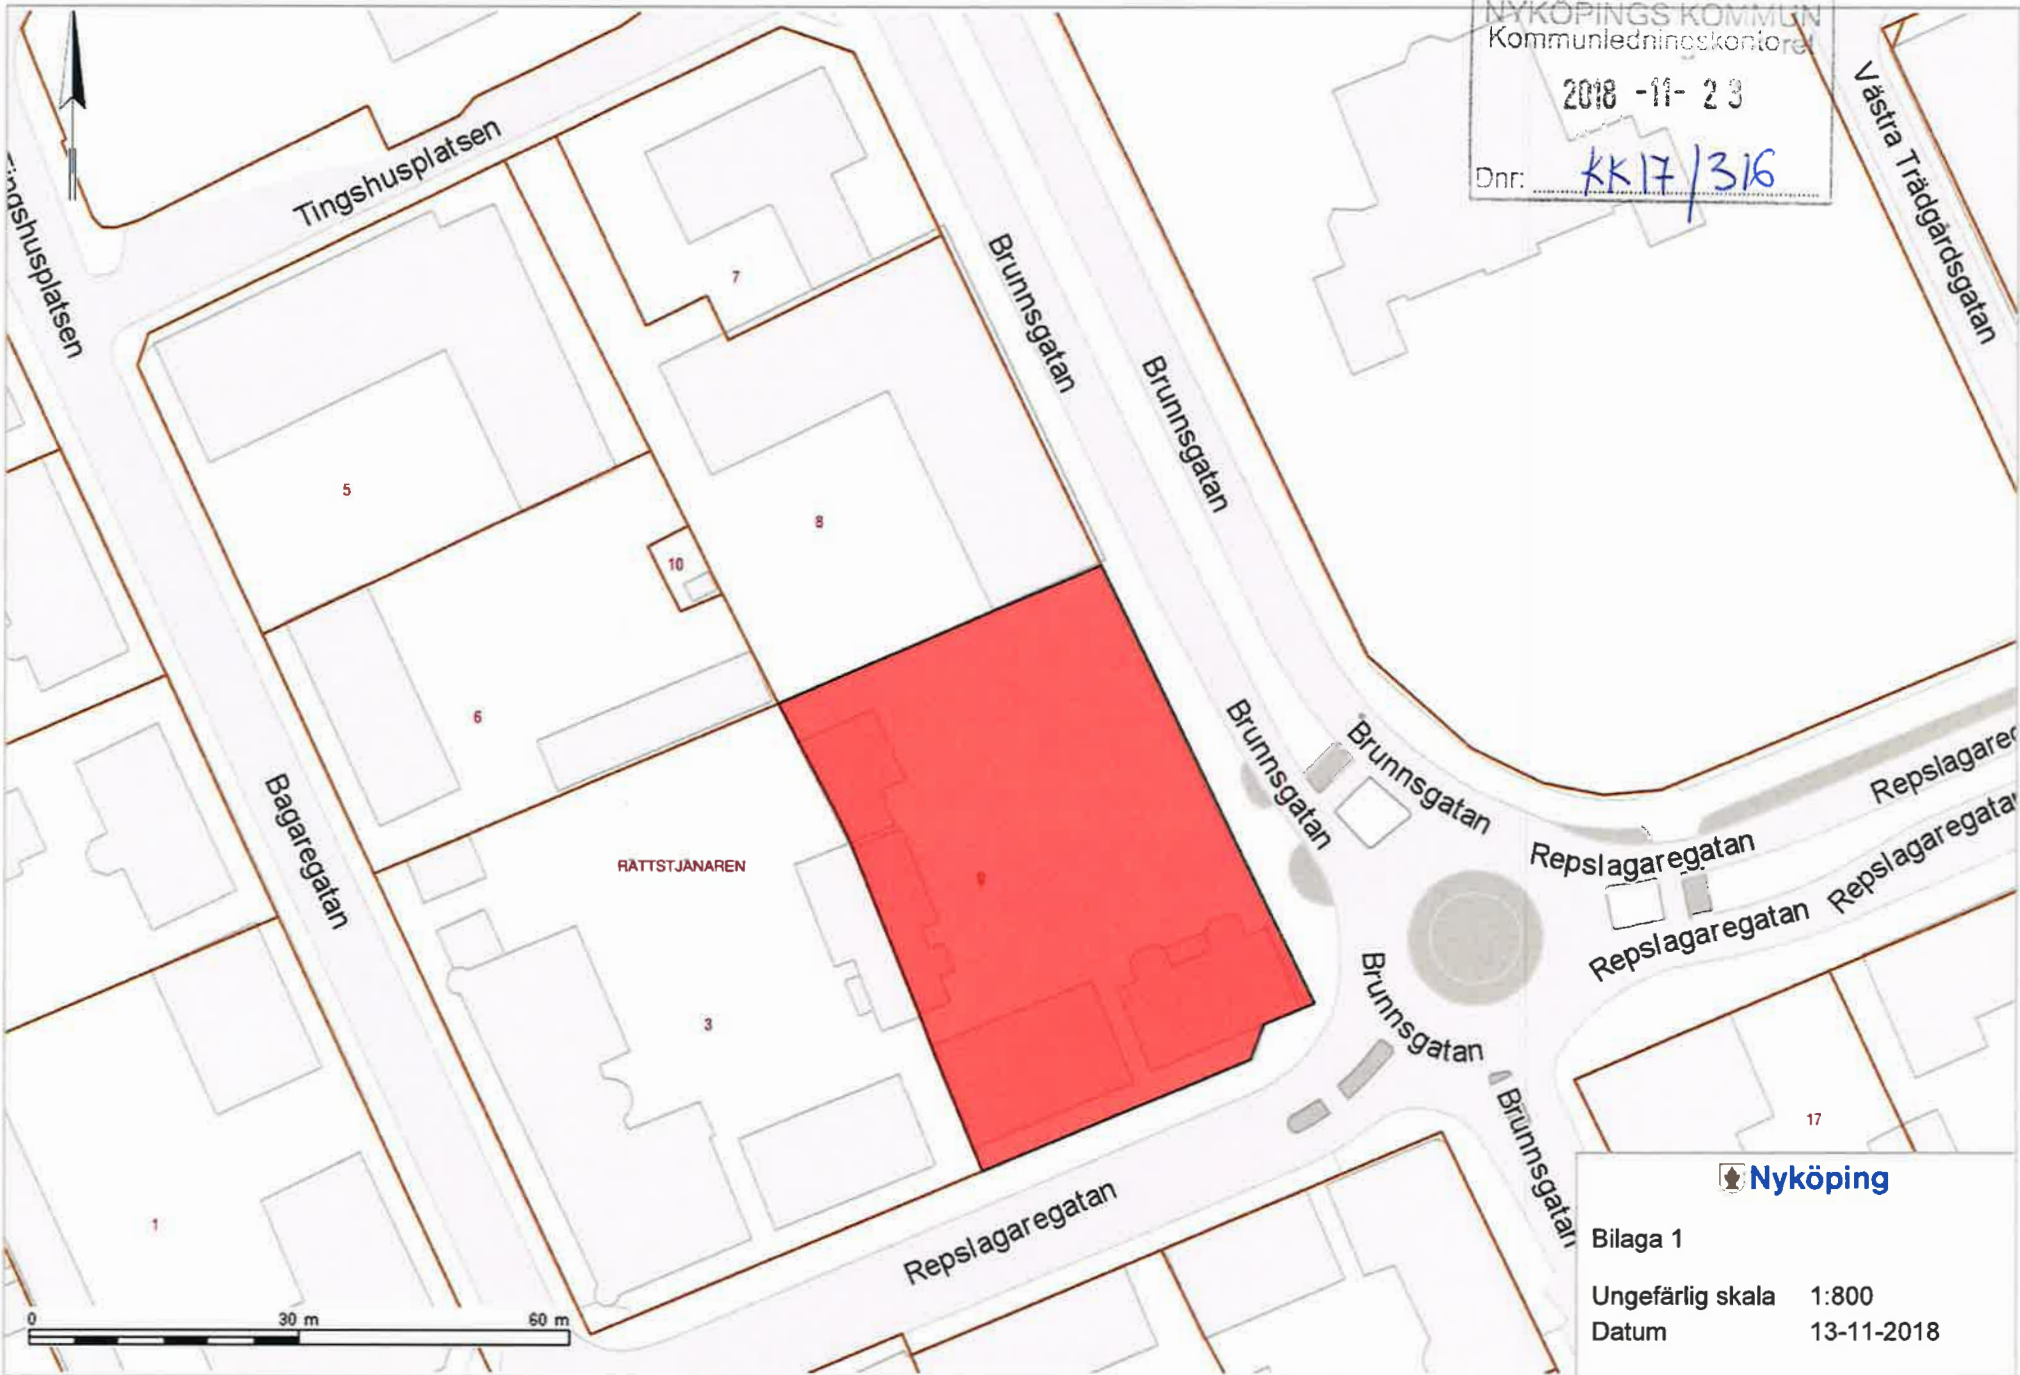 NYKÖPINGS KOMMUN
Kommunledningskontoret
2018 -11- 23
Dnr: KK17/316
Västra Trädgårdsgatan
Tingshusplatsen
Tingshusplatsen
Brunnsgatan
Brunnsgatan
7
5
8
10
6
Bagaregatan
RÄTTSTJÄNAREN
9
3
1
Brunnsgatan
Brunnsgatan
Repslagaregatan
Repslagareg
Repslagaregatan
Repslagaregatan
Brunnsgatan
Brunnsgatan
17
Repslagaregatan
0 30 m 60 m
Nyköping
Bilaga 1
Ungefärlig skala 1:800
Datum 13-11-2018